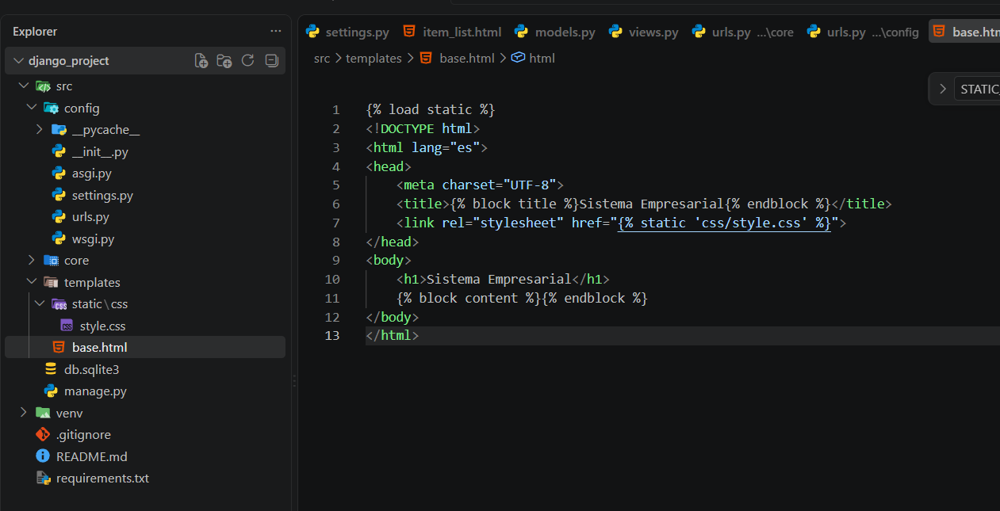 Explorer
django_project
src
config
__pycache__
__init__.py
asgi.py
settings.py
urls.py
wsgi.py
core
templates
static\css
style.css
base.html
db.sqlite3
manage.py
venv
.gitignore
README.md
requirements.txt
settings.py item_list.html models.py views.py urls.py ...\core urls.py ...\config base.htm
src > templates > base.html > html
STATIC_
1 {% load static %}
2 <!DOCTYPE html>
3 <html lang="es">
4 <head>
5 <meta charset="UTF-8">
6 <title>{% block title %}Sistema Empresarial{% endblock %}</title>
7 <link rel="stylesheet" href="{% static 'css/style.css' %}">
8 </head>
9 <body>
10 <h1>Sistema Empresarial</h1>
11 {% block content %}{% endblock %}
12 </body>
13 </html>